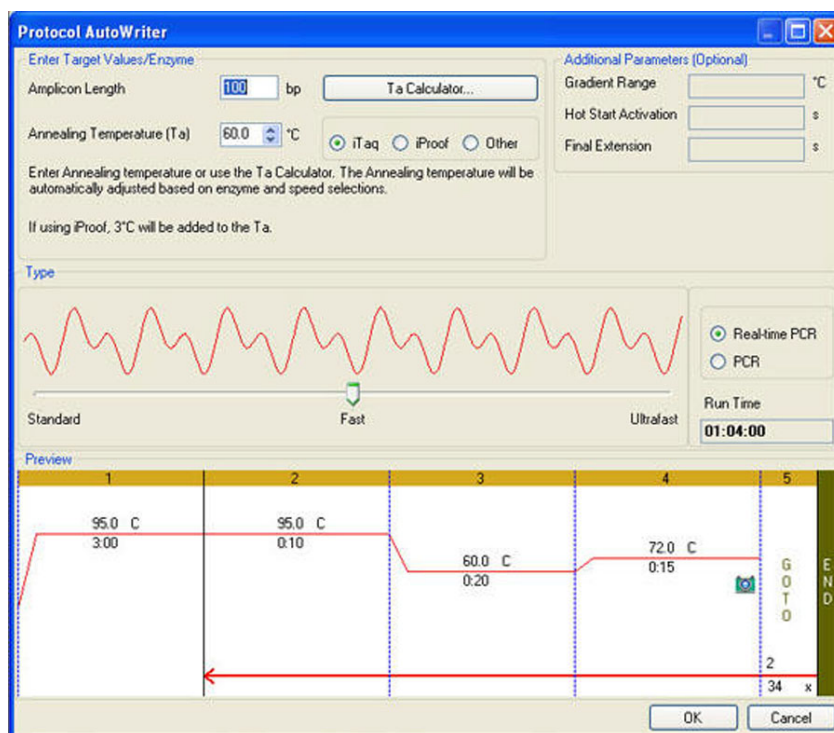 Protocol AutoWriter
Enter Target Values/Enzyme
Amplicon Length 100 bp Ta Calculator...
Annealing Temperature (Ta) 60.0 °C iTaq iProof Other
Enter Annealing temperature or use the Ta Calculator. The Annealing temperature will be
automatically adjusted based on enzyme and speed selections.
If using iProof, 3°C will be added to the Ta.
Additional Parameters (Optional)
Gradient Range °C
Hot Start Activation s
Final Extension s
Type
Standard Fast Ultrafast
Real-time PCR
PCR
Run Time
01:04:00
Preview
1 2 3 4 5
95.0 C 95.0 C 60.0 C 72.0 C
3:00 0:10 0:20 0:15
GOTO
END
2
34 x
OK Cancel